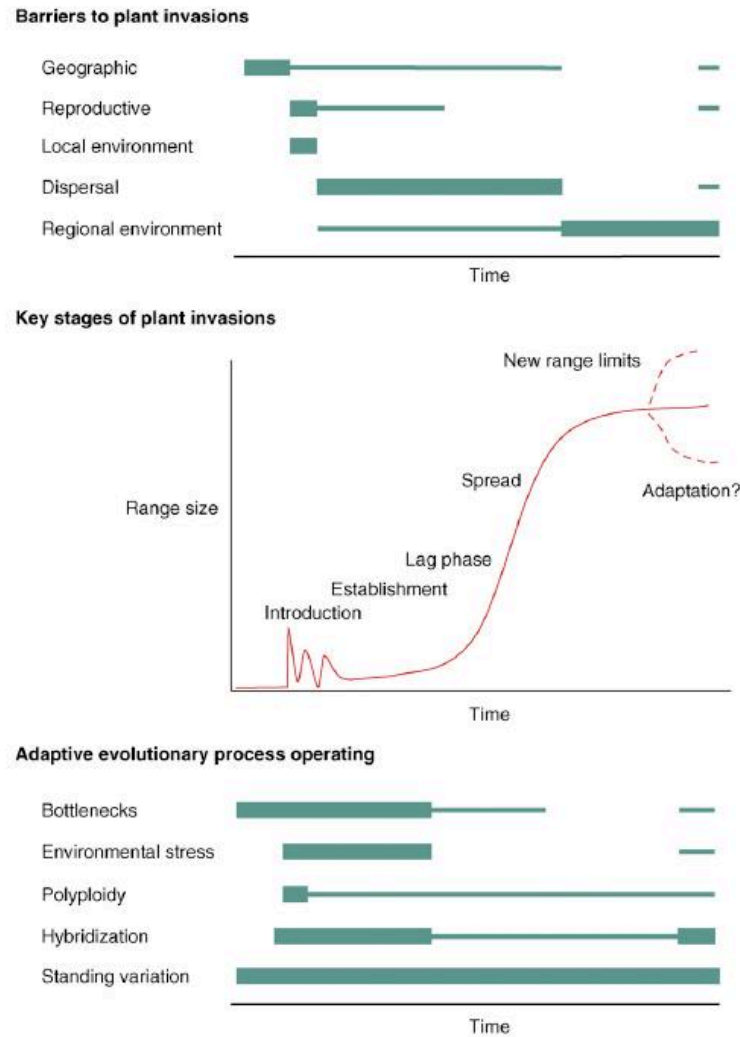 Barriers to plant invasions
Geographic
Reproductive
Local environment
Dispersal
Regional environment
Time
Key stages of plant invasions
New range limits
Spread
Adaptation?
Range size
Lag phase
Establishment
Introduction
Time
Adaptive evolutionary process operating
Bottlenecks
Environmental stress
Polyploidy
Hybridization
Standing variation
Time